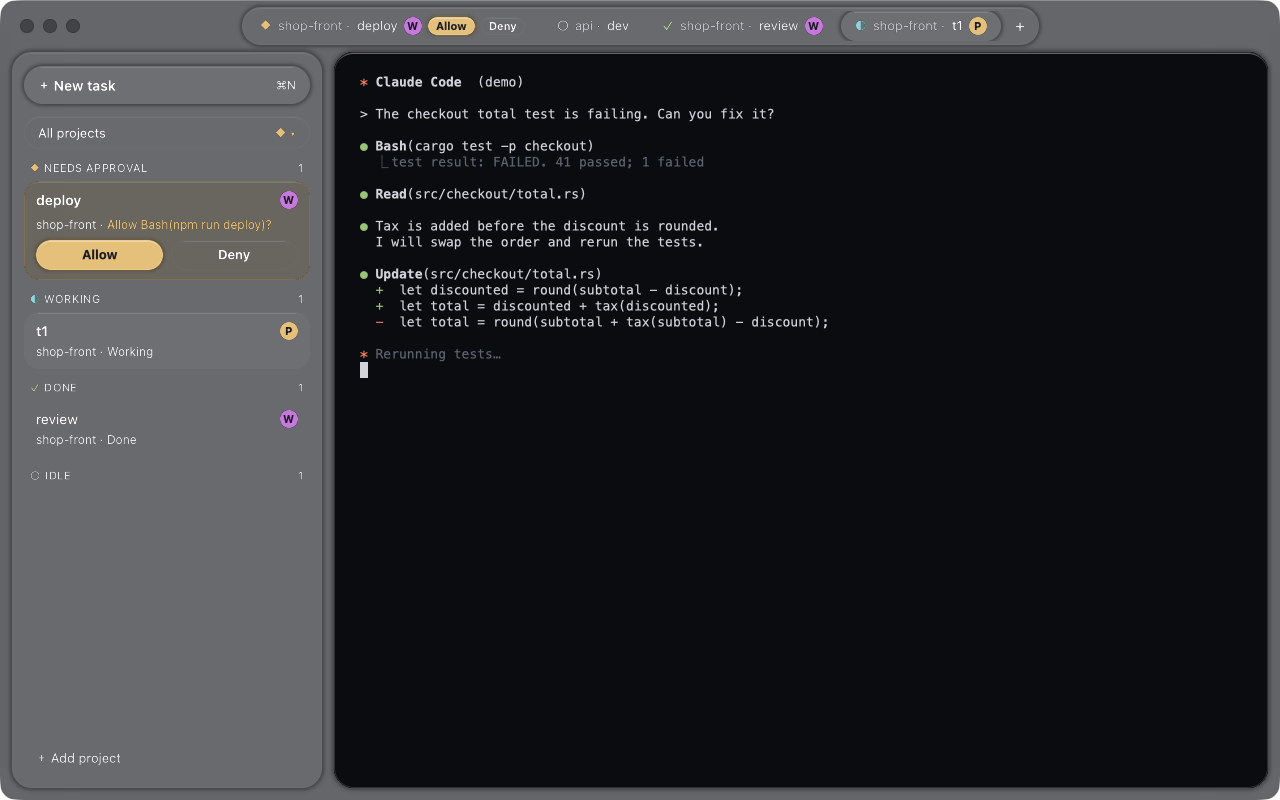 ◆ shop-front · deploy W Allow Deny
○ api · dev
✓ shop-front · review W
◐ shop-front · t1 P
+
+ New task ⌘N
All projects ◆ •
◆ NEEDS APPROVAL 1
deploy W
shop-front · Allow Bash(npm run deploy)?
Allow Deny
◐ WORKING 1
t1 P
shop-front · Working
✓ DONE 1
review W
shop-front · Done
○ IDLE 1
+ Add project
* Claude Code (demo)
> The checkout total test is failing. Can you fix it?
● Bash(cargo test -p checkout)
⎿ test result: FAILED. 41 passed; 1 failed
● Read(src/checkout/total.rs)
● Tax is added before the discount is rounded.
I will swap the order and rerun the tests.
● Update(src/checkout/total.rs)
+ let discounted = round(subtotal - discount);
+ let total = discounted + tax(discounted);
- let total = round(subtotal + tax(subtotal) - discount);
* Rerunning tests…